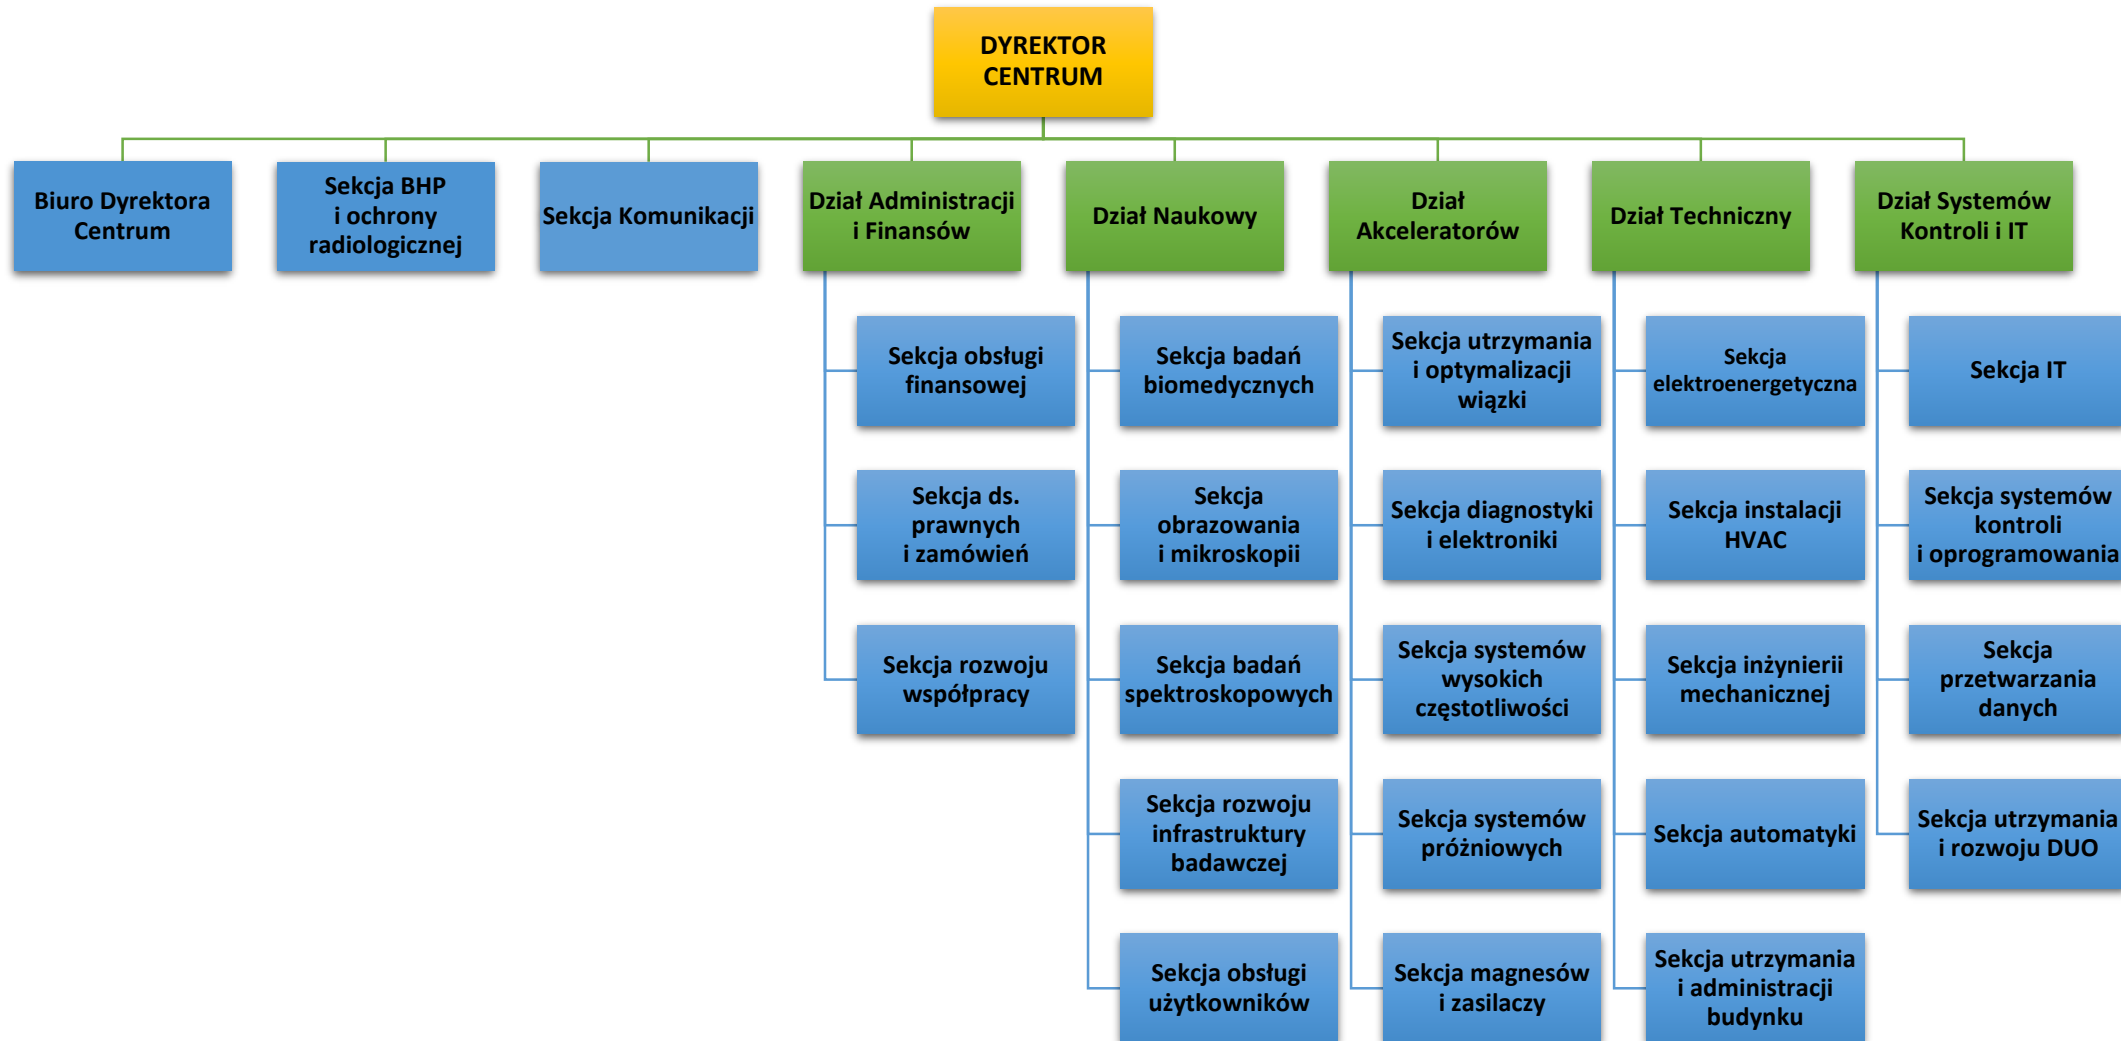 DYREKTOR
CENTRUM
Biuro Dyrektora
Centrum
Sekcja BHP
i ochrony
radiologicznej
Sekcja Komunikacji
Dział Administracji
i Finansów
Dział Naukowy
Dział
Akceleratorów
Dział Techniczny
Dział Systemów
Kontroli i IT
Sekcja obsługi
finansowej
Sekcja ds.
prawnych
i zamówień
Sekcja rozwoju
współpracy
Sekcja badań
biomedycznych
Sekcja
obrazowania
i mikroskopii
Sekcja badań
spektroskopowych
Sekcja rozwoju
infrastruktury
badawczej
Sekcja obsługi
użytkowników
Sekcja utrzymania
i optymalizacji
wiązki
Sekcja diagnostyki
i elektroniki
Sekcja systemów
wysokich
częstotliwości
Sekcja systemów
próżniowych
Sekcja magnesów
i zasilaczy
Sekcja
elektroenergetyczna
Sekcja instalacji
HVAC
Sekcja inżynierii
mechanicznej
Sekcja automatyki
Sekcja utrzymania
i administracji
budynku
Sekcja IT
Sekcja systemów
kontroli
i oprogramowania
Sekcja
przetwarzania
danych
Sekcja utrzymania
i rozwoju DUO